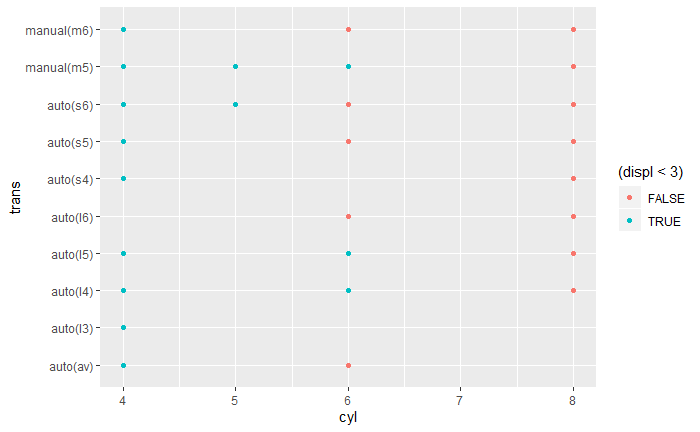 manual(m6)
manual(m5)
auto(s6)
auto(s5)
auto(s4)
auto(l6)
auto(l5)
auto(l4)
auto(l3)
auto(av)
trans
4 5 6 7 8
cyl
(displ < 3)
FALSE
TRUE